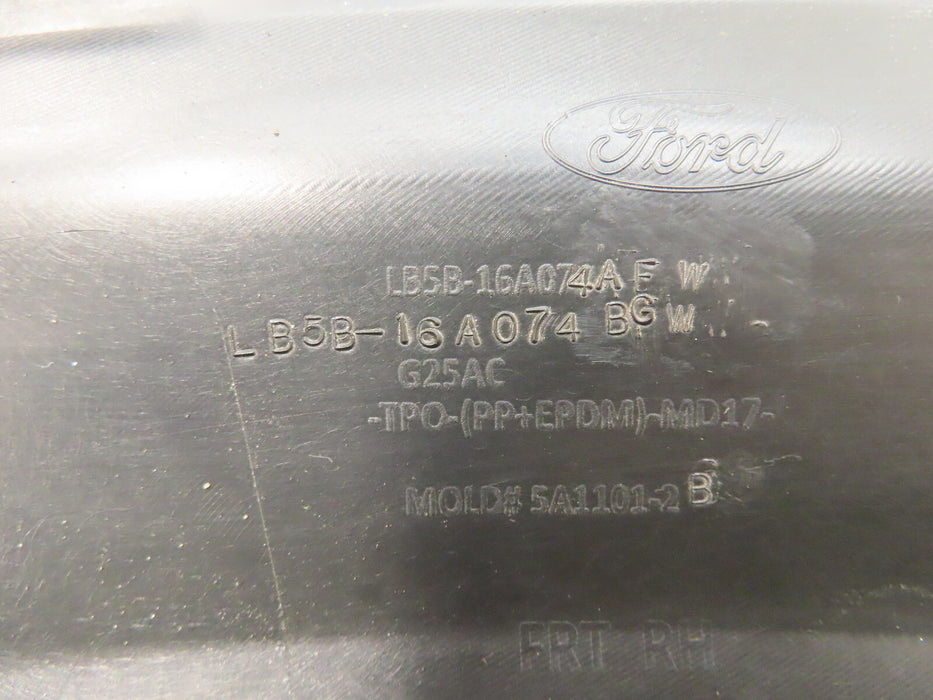 Ford
LB5B-16A074A F W
LB5B-16A074 BG W
G25AC
-TPO-(PP+EPDM)-MD17-
MOLD# 5A1101-2 B
FRT RH